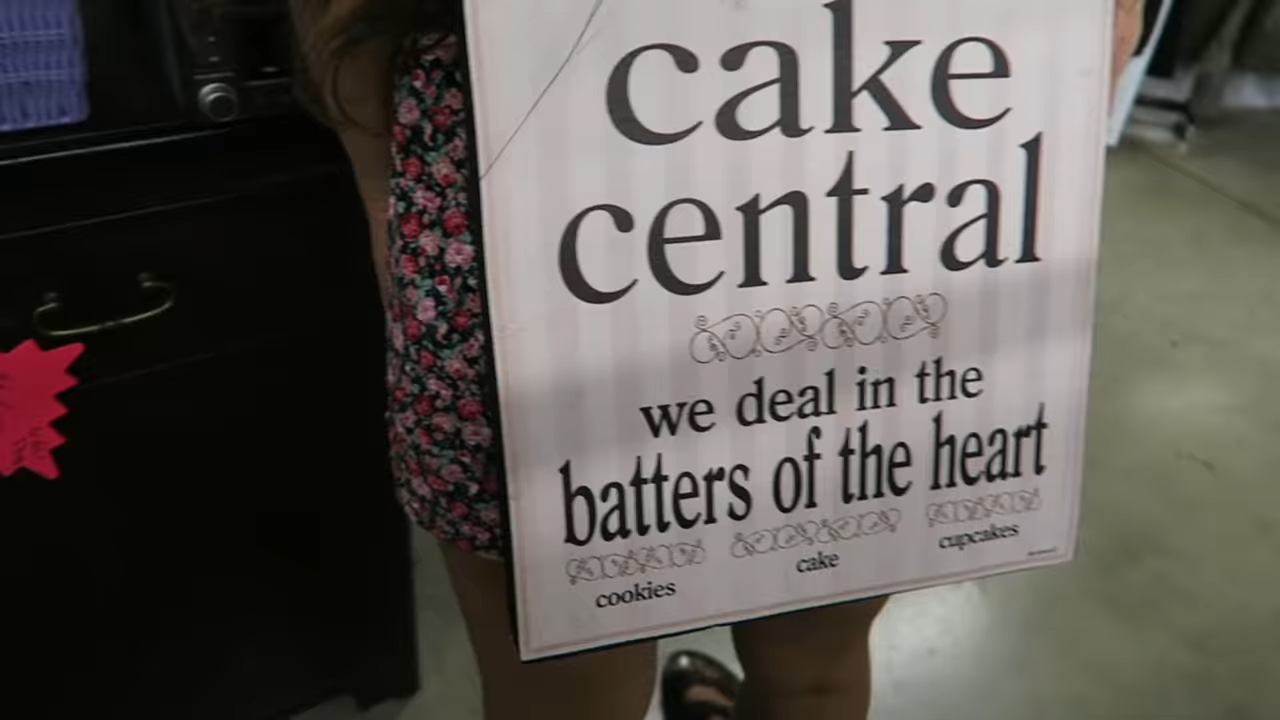 cake
central
we deal in the
batters of the heart
cookies
cake
cupcakes